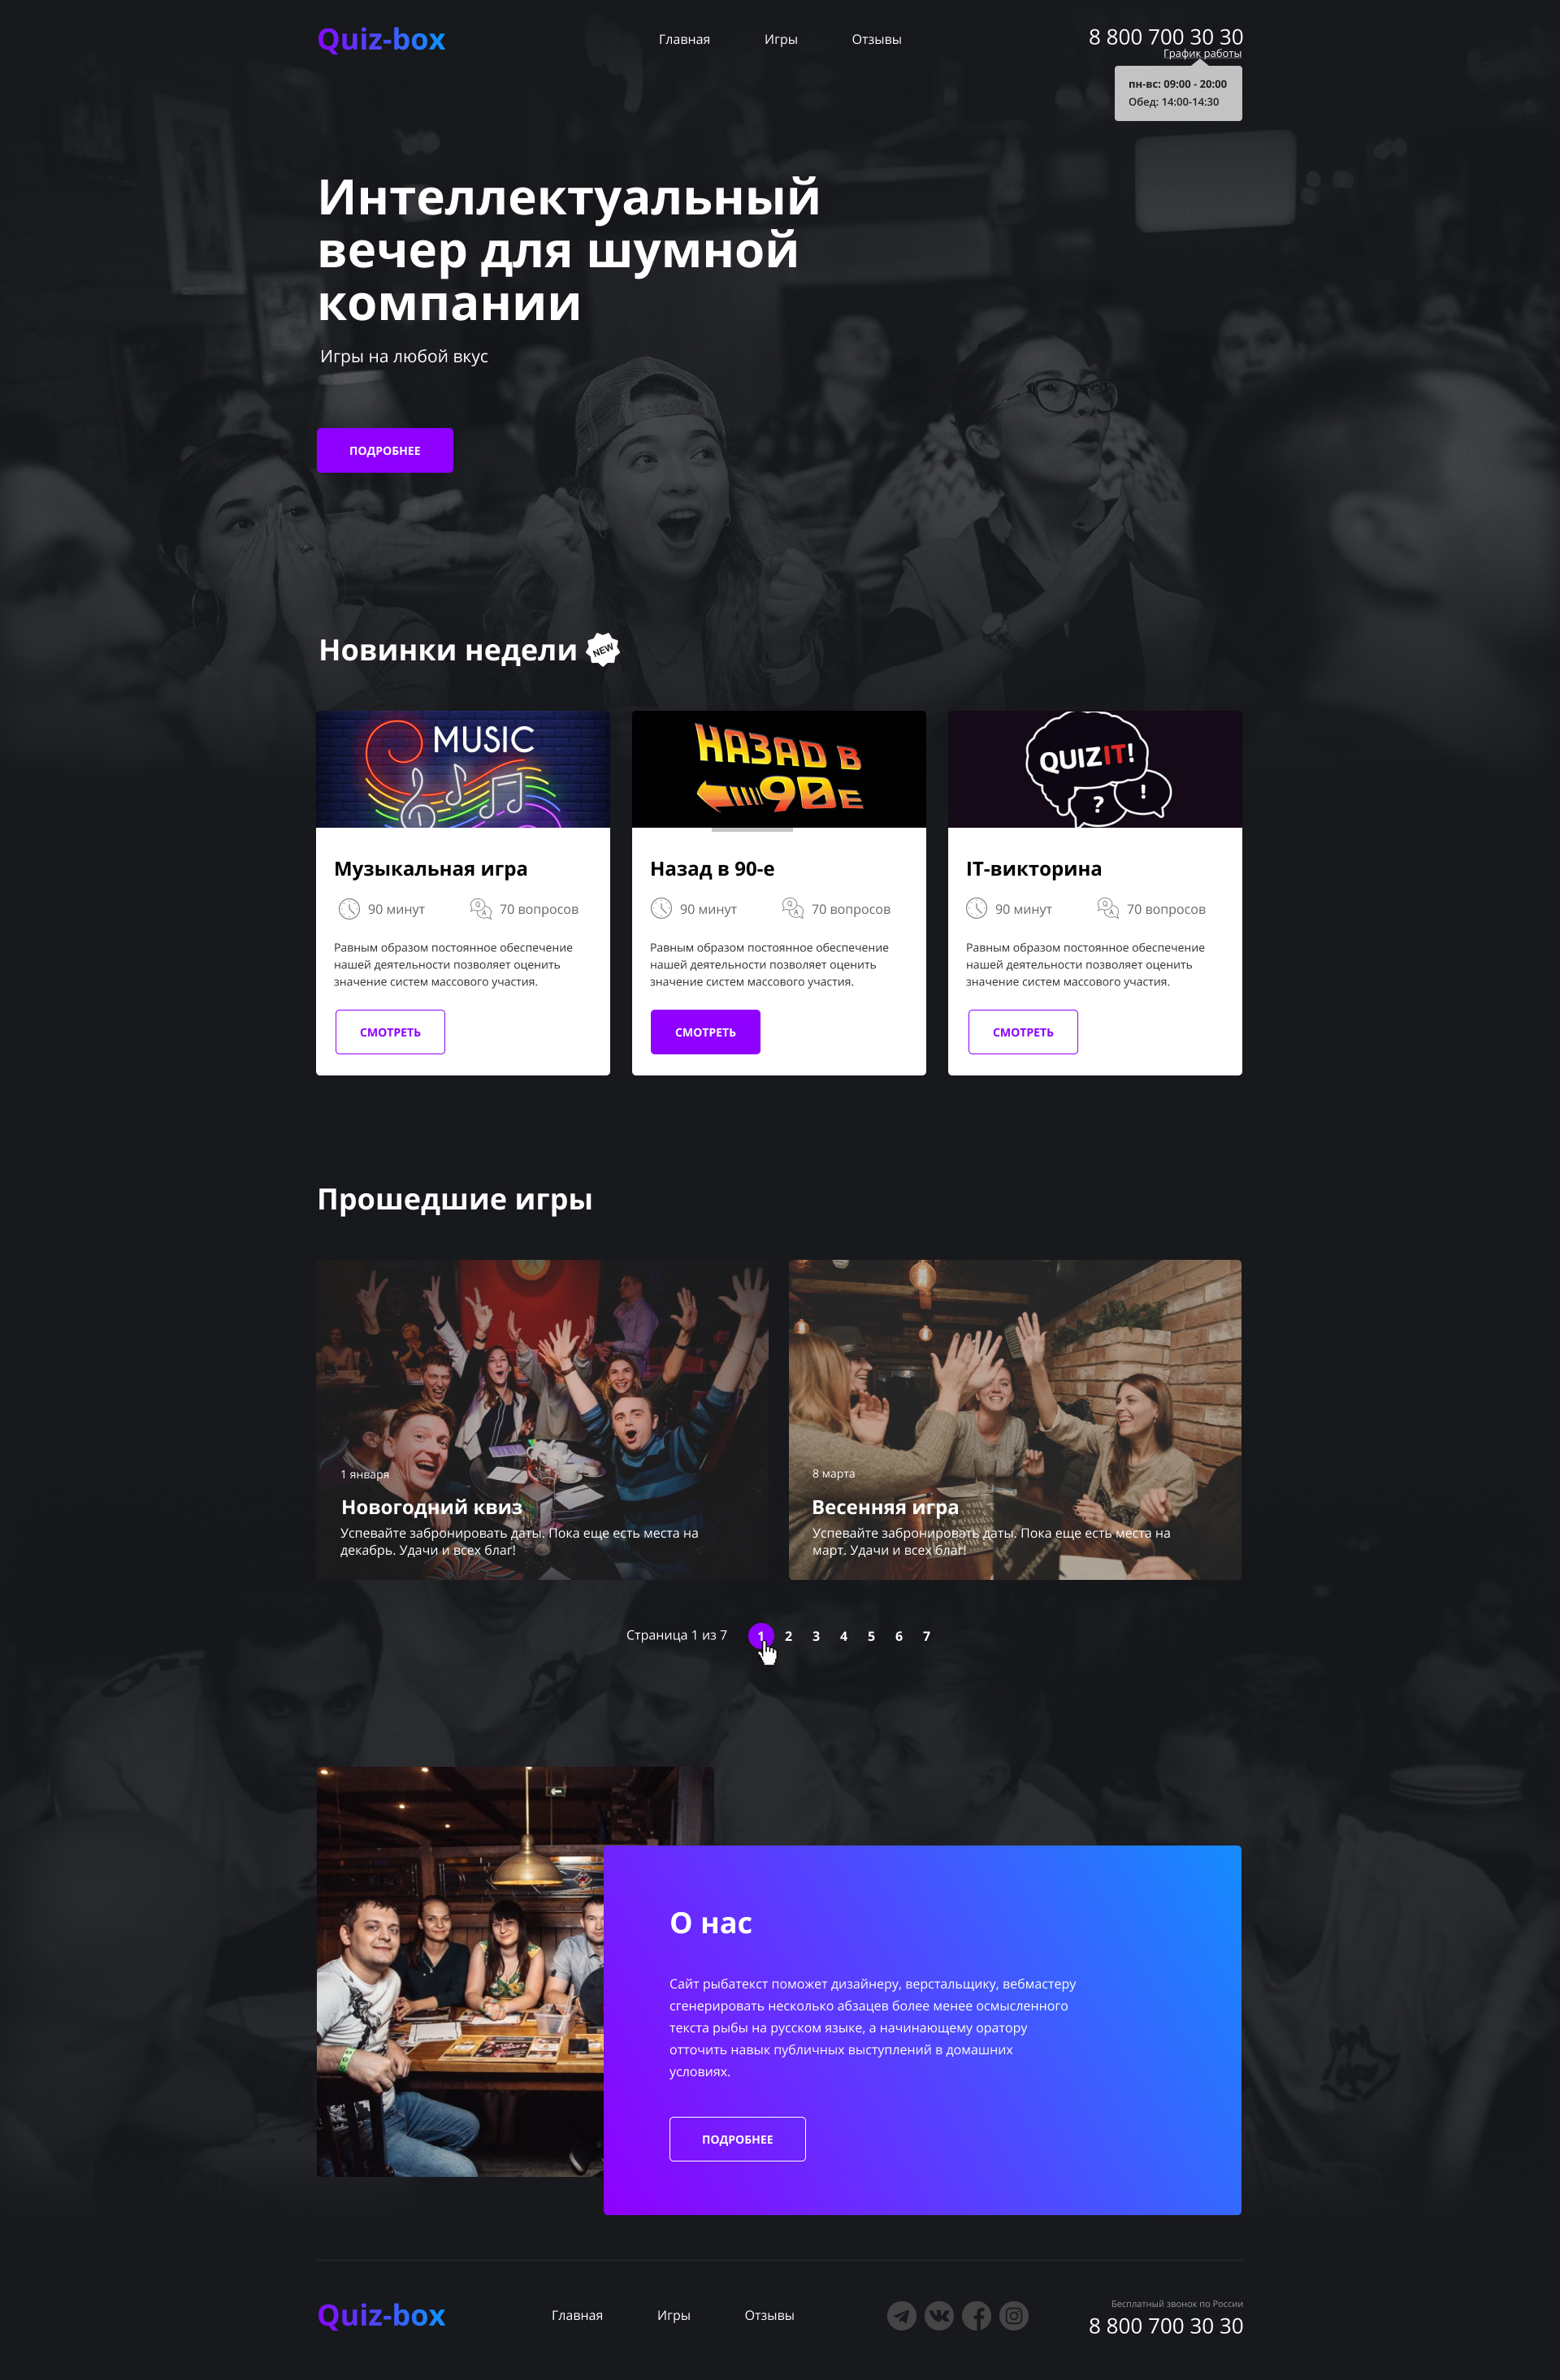 Quiz-box
Главная
Игры
Отзывы
8 800 700 30 30
График работы
пн-вс: 09:00 - 20:00
Обед: 14:00-14:30
Интеллектуальный
вечер для шумной
компании
Игры на любой вкус
ПОДРОБНЕЕ
Новинки недели
NEW
MUSIC
Музыкальная игра
90 минут
Q
A
70 вопросов
Равным образом постоянное обеспечение
нашей деятельности позволяет оценить
значение систем массового участия.
СМОТРЕТЬ
НАЗАД В
90Е
Назад в 90-е
90 минут
Q
A
70 вопросов
Равным образом постоянное обеспечение
нашей деятельности позволяет оценить
значение систем массового участия.
СМОТРЕТЬ
QUIZIT!
? !
IT-викторина
90 минут
Q
A
70 вопросов
Равным образом постоянное обеспечение
нашей деятельности позволяет оценить
значение систем массового участия.
СМОТРЕТЬ
Прошедшие игры
1 января
Новогодний квиз
Успевайте забронировать даты. Пока еще есть места на
декабрь. Удачи и всех благ!
8 марта
Весенняя игра
Успевайте забронировать даты. Пока еще есть места на
март. Удачи и всех благ!
Страница 1 из 7
1 2 3 4 5 6 7
О нас
Сайт рыбатекст поможет дизайнеру, верстальщику, вебмастеру
сгенерировать несколько абзацев более менее осмысленного
текста рыбы на русском языке, а начинающему оратору
отточить навык публичных выступлений в домашних
условиях.
ПОДРОБНЕЕ
Quiz-box
Главная
Игры
Отзывы
Бесплатный звонок по России
8 800 700 30 30